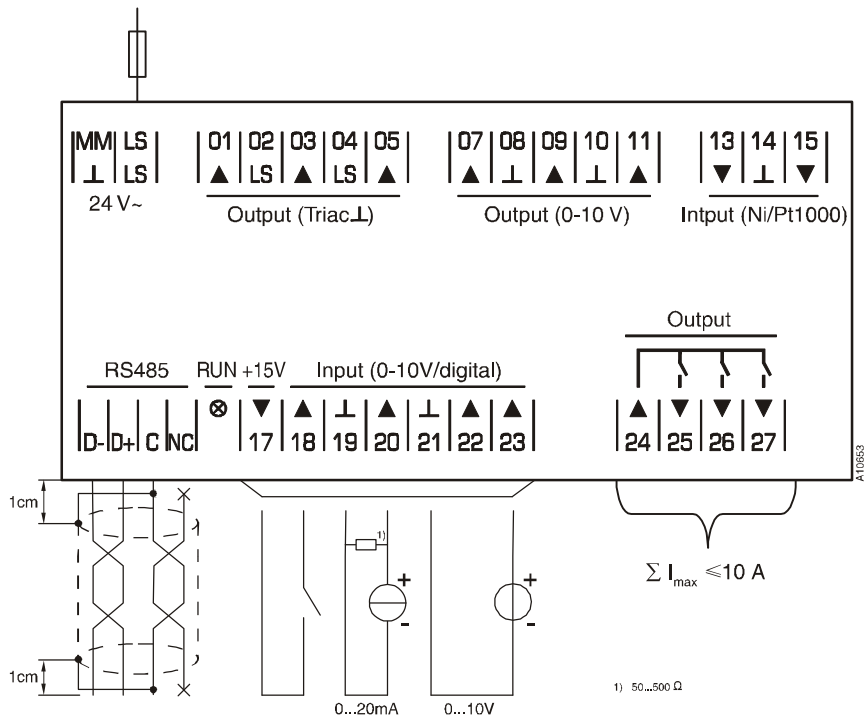 MM LS 01 02 03 04 05 07 08 09 10 11 13 14 15
⊥ LS ▲ LS ▲ LS ▲ ▲ ⊥ ▲ ⊥ ▲ ▼ ⊥ ▼
24 V~ Output (Triac⊥) Output (0-10 V) Intput (Ni/Pt1000)
Output
RS485 RUN +15V Input (0-10V/digital)
D- D+ C NC 17 18 19 20 21 22 23 24 25 26 27
A10653
1cm
1)
+ +
- -
∑ Imax ≤10 A
1cm
0...20mA 0...10V
1) 50...500 Ω